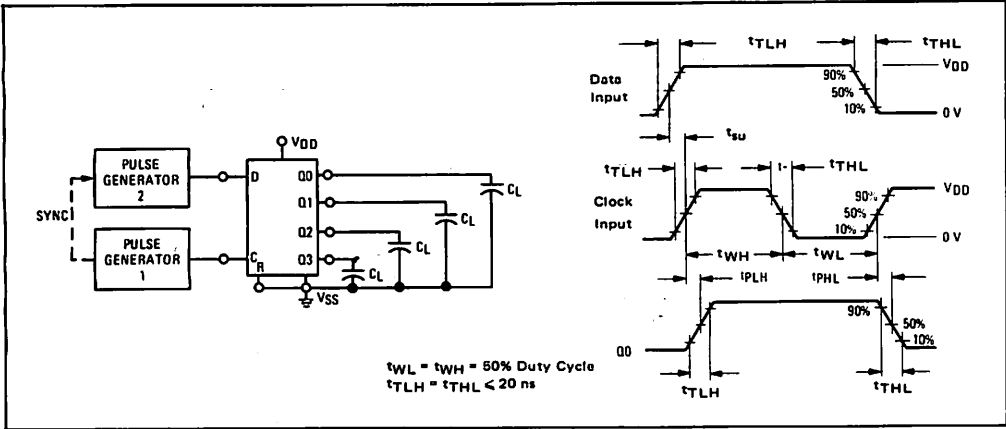 PULSE
GENERATOR
2
SYNC
PULSE
GENERATOR
1
VDD
D
C
R
Q0
Q1
Q2
Q3
VSS
CL
CL
CL
CL
tWL = tWH = 50% Duty Cycle
tTLH = tTHL ≤ 20 ns
tTLH
tTHL
Data
Input
90%
50%
10%
VDD
0 V
tsu
tTLH
tTHL
Clock
Input
90%
50%
10%
VDD
0 V
tWH
tWL
tPLH
tPHL
Q0
90%
50%
10%
tTLH
tTHL